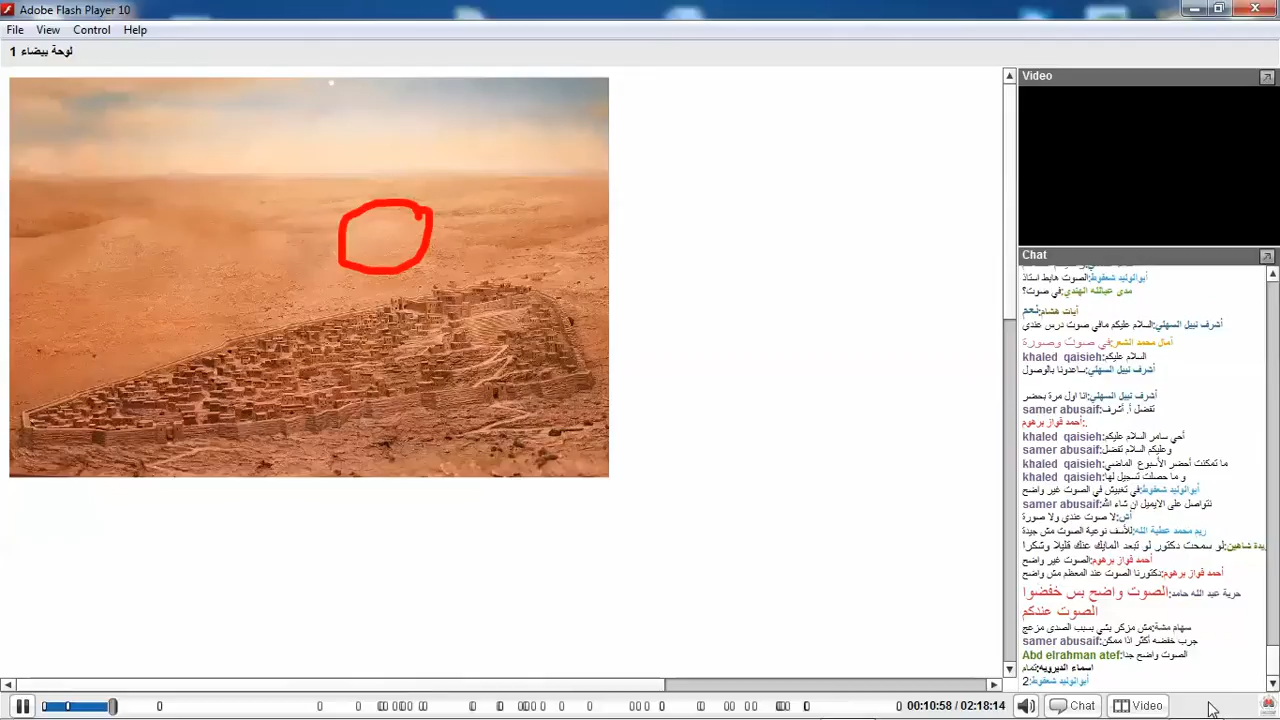 Adobe Flash Player 10
File View Control Help
لوحة بيضاء 1
Video
Chat
أبوالوليد شعفوط:الصوت هابط استاذ
مدى عبدالله الهندي:في صوت؟
آيات هشام:نعم
أشرف نبيل السهلي:السلام عليكم مافي صوت درس عندي
أمال محمد الشعر:في صوت وصورة
khaled qaisieh:السلام عليكم
أشرف نبيل السهلي:ساعدونا بالوصول
أشرف نبيل السهلي:انا اول مرة بحضر
samer abusaif:تفضل أ. أشرف
أحمد فواز برهوم:.
khaled qaisieh:أخي سامر السلام عليكم
samer abusaif:وعليكم السلام تفضل
khaled qaisieh:ما تمكنت أحضر الأسبوع الماضي
khaled qaisieh:و ما حصلت تسجيل لها
أبوالوليد شعفوط:في تغبيش في الصوت غير واضح
samer abusaif:نتواصل على الايميل ان شاء الله
أش:لا صوت عندي ولا صورة
ريم محمد عطية الله:للأسف نوعية الصوت مش جيدة
يدة شاهين:لو سمحت دكتور لو تبعد المايك عنك قليلا وشكرا
أحمد فواز برهوم:الصوت غير واضح
أحمد فواز برهوم:دكتورنا الصوت عند المعظم مش واضح
حرية عبد الله حامد:الصوت واضح بس خفضوا
الصوت عندكم
سهام مشة:مش مركز بشي بسبب الصدى مزعج
samer abusaif:جرب خفضه أكثر اذا ممكن
Abd elrahman atef:الصوت واضح جدا
اسماء الديرويه:تمام
أبوالوليد شعفوط:2
00:10:58 / 02:18:14
Chat
Video